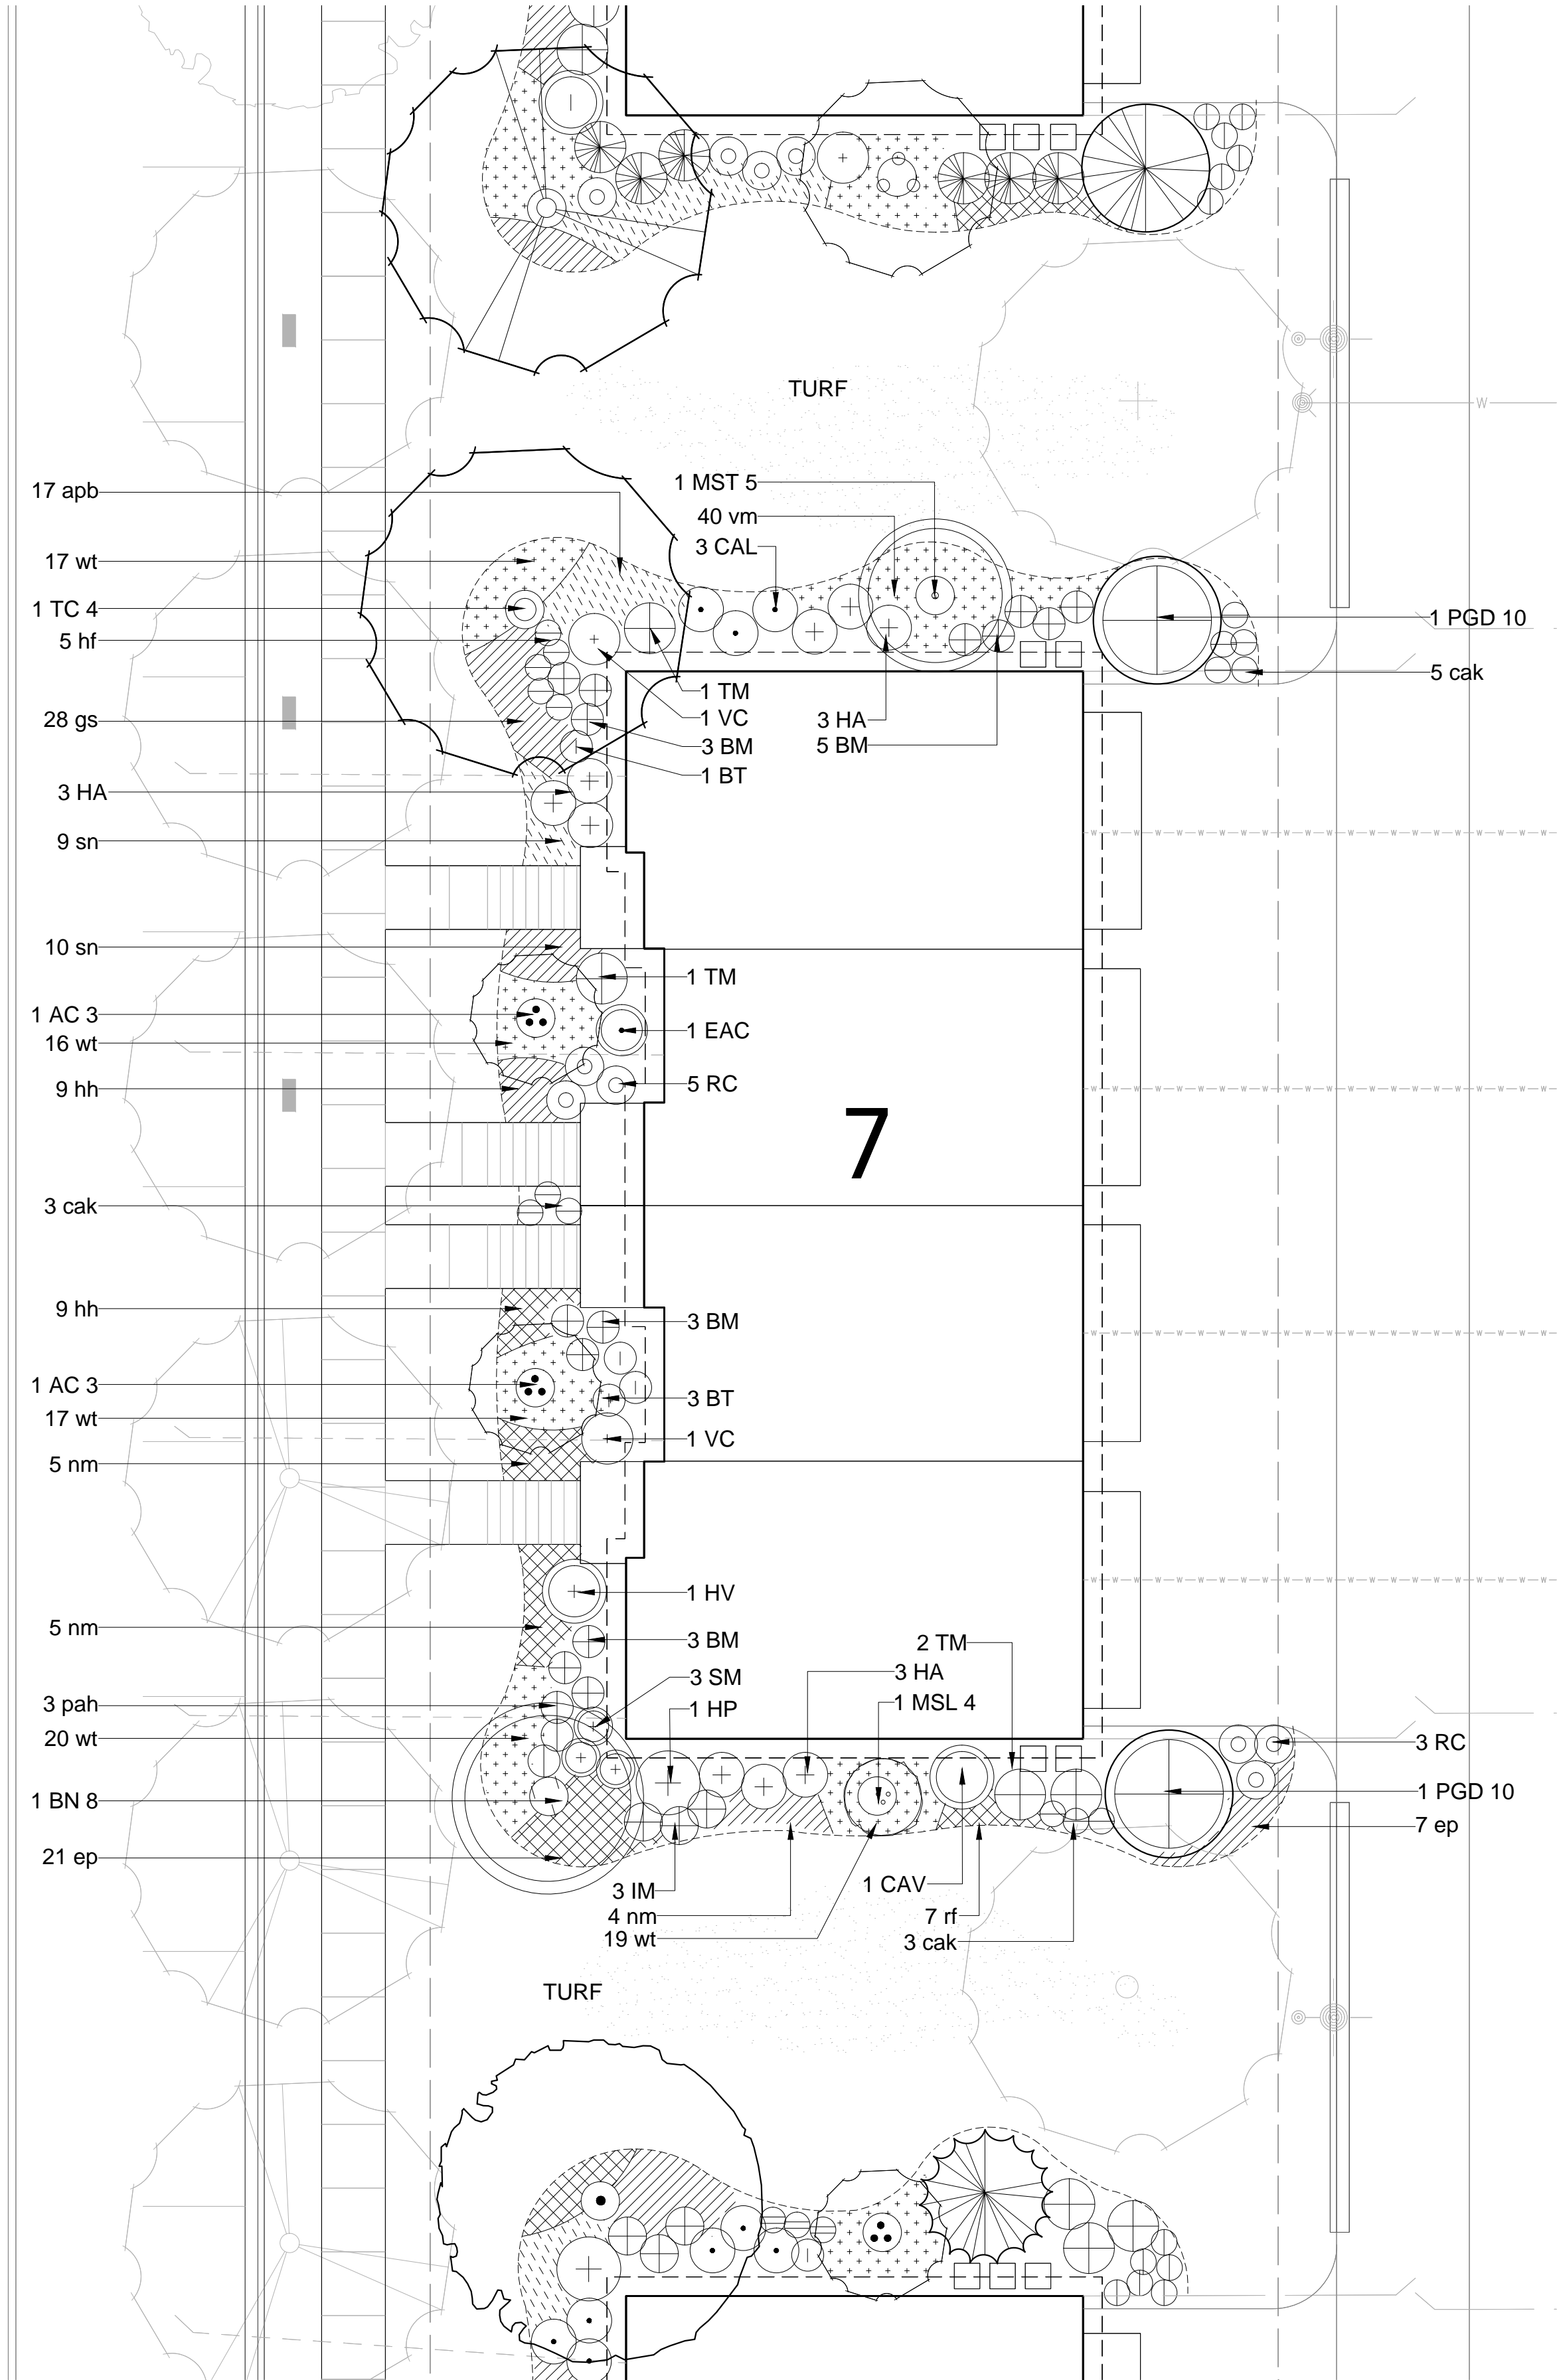 TURF
17 apb
1 MST 5
40 vm
3 CAL
17 wt
1 TC 4
5 hf
1 PGD 10
5 cak
28 gs
1 TM
1 VC
3 BM
1 BT
3 HA
5 BM
3 HA
9 sn
10 sn
1 TM
1 AC 3
1 EAC
16 wt
9 hh
5 RC
7
3 cak
9 hh
3 BM
1 AC 3
3 BT
17 wt
1 VC
5 nm
1 HV
5 nm
3 BM
2 TM
3 SM
3 HA
3 pah
1 HP
1 MSL 4
20 wt
3 RC
1 BN 8
1 PGD 10
7 ep
21 ep
3 IM
1 CAV
4 nm
7 rf
19 wt
3 cak
TURF
W
W W W W W W W W W W W W
W W W W W W W W W W W W
W W W W W W W W W W W W
W W W W W W W W W W W W